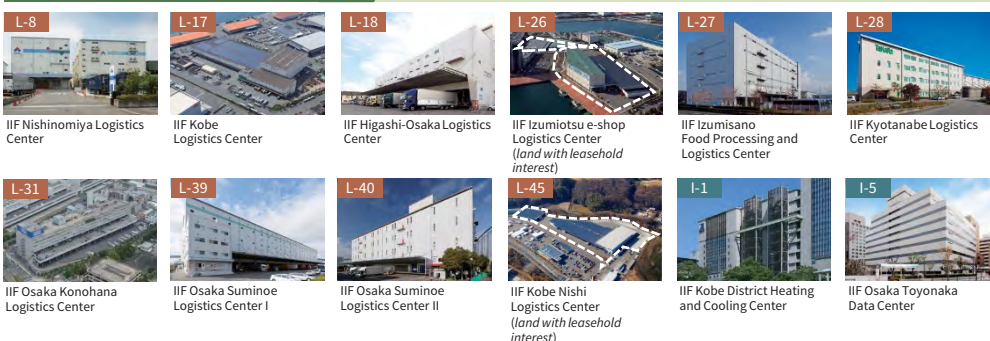 L-8
L-17
L-18
L-26
L-27
L-28
IIF Nishinomiya Logistics
Center
IIF Kobe
Logistics Center
IIF Higashi-Osaka Logistics
Center
IIF Izumiotsu e-shop
Logistics Center
(land with leasehold
interest)
IIF Izumisano
Food Processing and
Logistics Center
IIF Kyotanabe Logistics
Center
L-31
L-39
L-40
L-45
I-1
I-5
IIF Osaka Konohana
Logistics Center
IIF Osaka Suminoe
Logistics Center I
IIF Osaka Suminoe
Logistics Center II
IIF Kobe Nishi
Logistics Center
(land with leasehold
interest)
IIF Kobe District Heating
and Cooling Center
IIF Osaka Toyonaka
Data Center